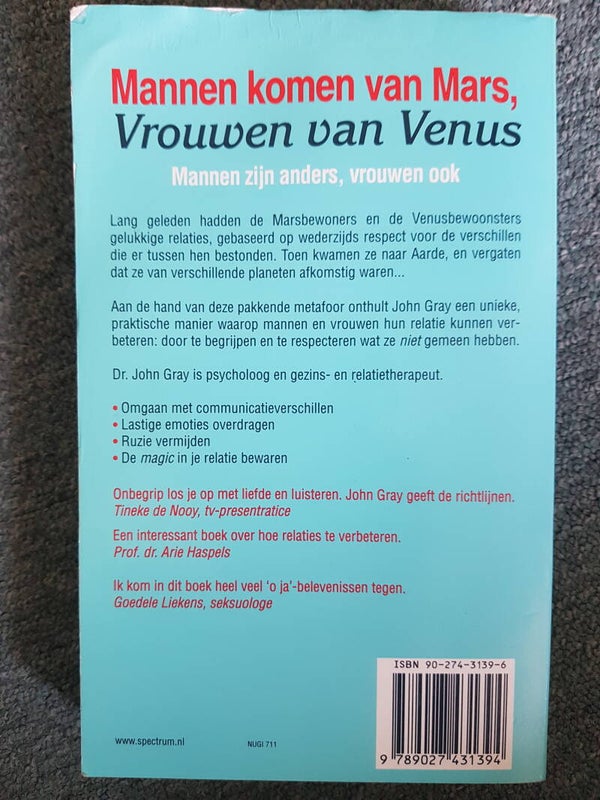 Mannen komen van Mars,
Vrouwen van Venus
Mannen zijn anders, vrouwen ook
Lang geleden hadden de Marsbewoners en de Venusbewoonsters
gelukkige relaties, gebaseerd op wederzijds respect voor de verschillen
die er tussen hen bestonden. Toen kwamen ze naar Aarde, en vergaten
dat ze van verschillende planeten afkomstig waren...
Aan de hand van deze pakkende metafoor onthult John Gray een unieke,
praktische manier waarop mannen en vrouwen hun relatie kunnen ver-
beteren: door te begrijpen en te respecteren wat ze niet gemeen hebben.
Dr. John Gray is psycholoog en gezins- en relatietherapeut.
• Omgaan met communicatieverschillen
• Lastige emoties overdragen
• Ruzie vermijden
• De magic in je relatie bewaren
Onbegrip los je op met liefde en luisteren. John Gray geeft de richtlijnen.
Tineke de Nooy, tv-presentratice
Een interessant boek over hoe relaties te verbeteren.
Prof. dr. Arie Haspels
Ik kom in dit boek heel veel ‘o ja’-belevenissen tegen.
Goedele Liekens, seksuologe
ISBN 90-274-3139-6
9 789027 431394
www.spectrum.nl
NUGI 711